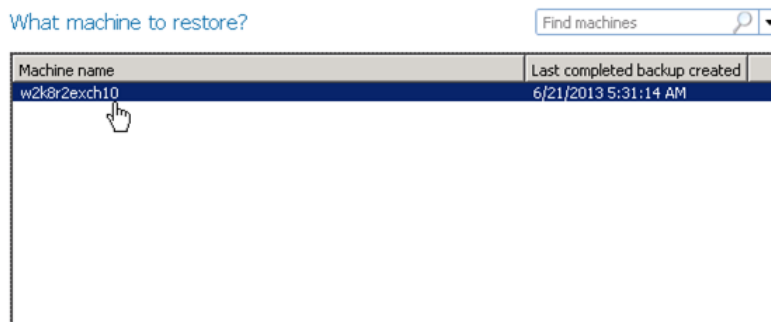 What machine to restore?
Find machines
Machine name Last completed backup created
w2k8r2exch10 6/21/2013 5:31:14 AM